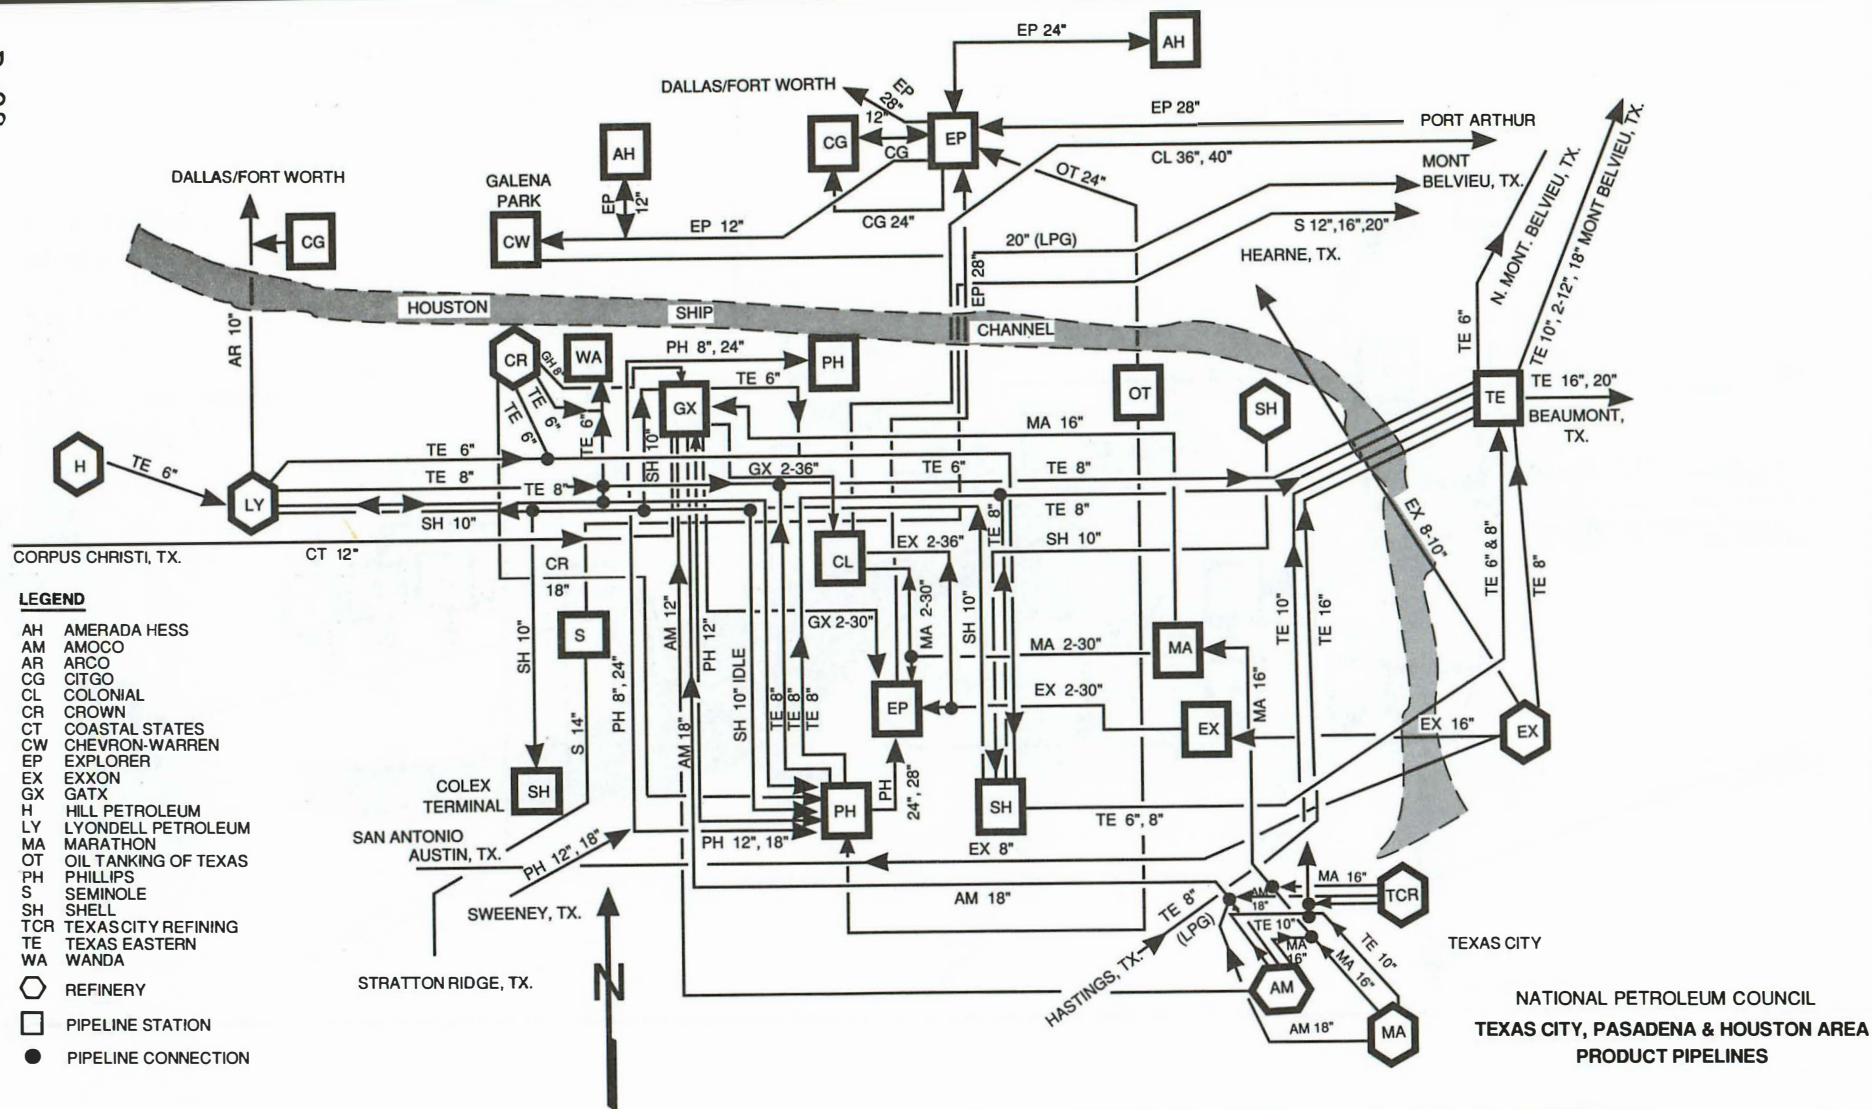 EP 24"
AH
DALLAS/FORT WORTH
EP
28"
12"
CG
CG
EP
EP 28"
PORT ARTHUR
CL 36", 40"
MONT
BELVIEU, TX.
OT 24"
N. MONT. BELVIEU, TX.
TE 10", 2-12", 18" MONT BELVIEU, TX.
DALLAS/FORT WORTH
CG
GALENA
PARK
CW
AH
EP
12"
EP 12"
CG 24"
S 12",16",20"
20" (LPG)
HEARNE, TX.
EP 28"
HOUSTON
SHIP
CHANNEL
AR 10"
CR
GH 8"
WA
PH 8", 24"
PH
TE 6"
GX
OT
SH
TE 6"
TE
TE 16", 20"
BEAUMONT,
TX.
TE 6"
TE 6"
TE 6"
SH 10"
MA 16"
H
TE 6"
LY
TE 6"
TE 8"
TE 8"
GX 2-36"
TE 6"
TE 8"
SH 10"
TE 8"
TE 8"
EX 8-10"
CORPUS CHRISTI, TX.
CT 12"
CR
18"
CL
EX 2-36"
SH 10"
TE 6" & 8"
TE 8"
LEGEND
AH AMERADA HESS
AM AMOCO
AR ARCO
CG CITGO
CL COLONIAL
CR CROWN
CT COASTAL STATES
CW CHEVRON-WARREN
EP EXPLORER
EX EXXON
GX GATX
H HILL PETROLEUM
LY LYONDELL PETROLEUM
MA MARATHON
OT OIL TANKING OF TEXAS
PH PHILLIPS
S SEMINOLE
SH SHELL
TCR TEXAS CITY REFINING
TE TEXAS EASTERN
WA WANDA
REFINERY
PIPELINE STATION
PIPELINE CONNECTION
S
SH 10"
S 14"
PH 8", 24"
AM 12"
PH 12"
AM 18"
SH 10" IDLE
TE 8"
TE 8"
TE 8"
GX 2-30"
MA 2-30"
SH 10"
MA 2-30"
MA
TE 10"
TE 16"
EP
EX 2-30"
EX
MA 16"
EX 16"
EX
COLEX
TERMINAL
SH
PH
PH
24", 28"
SH
TE 6", 8"
SAN ANTONIO
AUSTIN, TX.
PH 12", 18"
PH 12", 18"
EX 8"
SWEENEY, TX.
AM 18"
TE 8"
(LPG)
HASTINGS, TX.
AM
18"
MA 16"
TCR
TE 10"
MA
16"
TE 10"
MA 16"
TEXAS CITY
STRATTON RIDGE, TX.
N
AM
AM 18"
MA
NATIONAL PETROLEUM COUNCIL
TEXAS CITY, PASADENA & HOUSTON AREA
PRODUCT PIPELINES